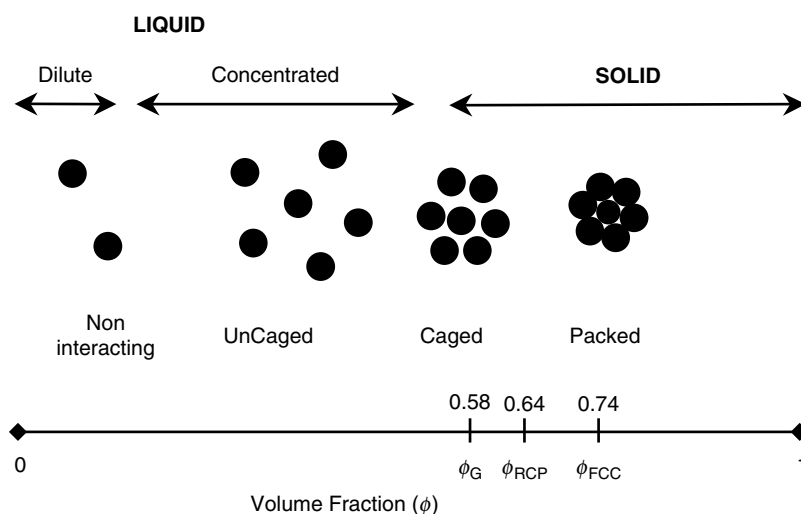 LIQUID
Dilute
Concentrated
SOLID
Non
interacting
UnCaged
Caged
Packed
0.58
0.64
0.74
0
1
ϕG
ϕRCP
ϕFCC
Volume Fraction (ϕ)